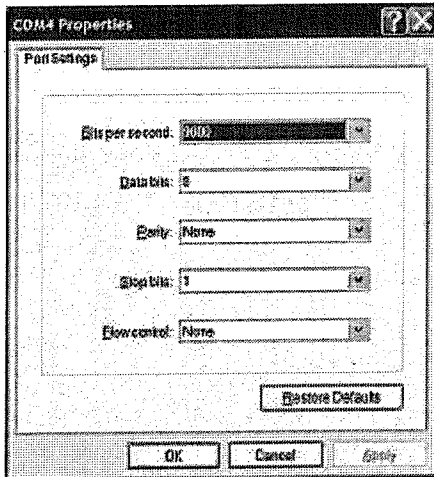 COM4 Properties
Port Settings
Bits per second:
Data bits: 8
Parity: None
Stop bits: 1
Flow control: None
Restore Defaults
OK Cancel Apply